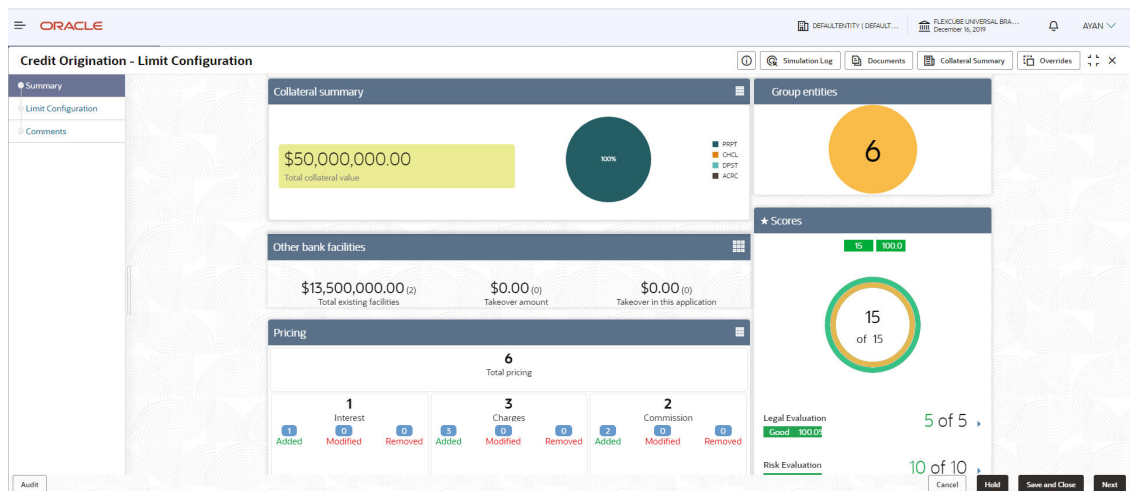 ORACLE
DEFAULTENTITY ( DEFAULT....
FLEXCUBE UNIVERSAL BRA....
December 16, 2019
AYAN
Credit Origination - Limit Configuration
Simulation Log
Documents
Collateral Summary
Overrides
Summary
Limit Configuration
Comments
Collateral summary
$50,000,000.00
Total collateral value
100%
PRPT
CHCL
DPST
ACRC
Group entities
6
Other bank facilities
$13,500,000.00 (2)
Total existing facilities
$0.00 (0)
Takeover amount
$0.00 (0)
Takeover in this application
Pricing
6
Total pricing
1
Interest
1 0 0
Added Modified Removed
3
Charges
3 0 0
Added Modified Removed
2
Commission
2 0 0
Added Modified Removed
★ Scores
15 100.0
15
of 15
Legal Evaluation
Good 100.0%
5 of 5
Risk Evaluation
10 of 10
Audit
Cancel
Hold
Save and Close
Next